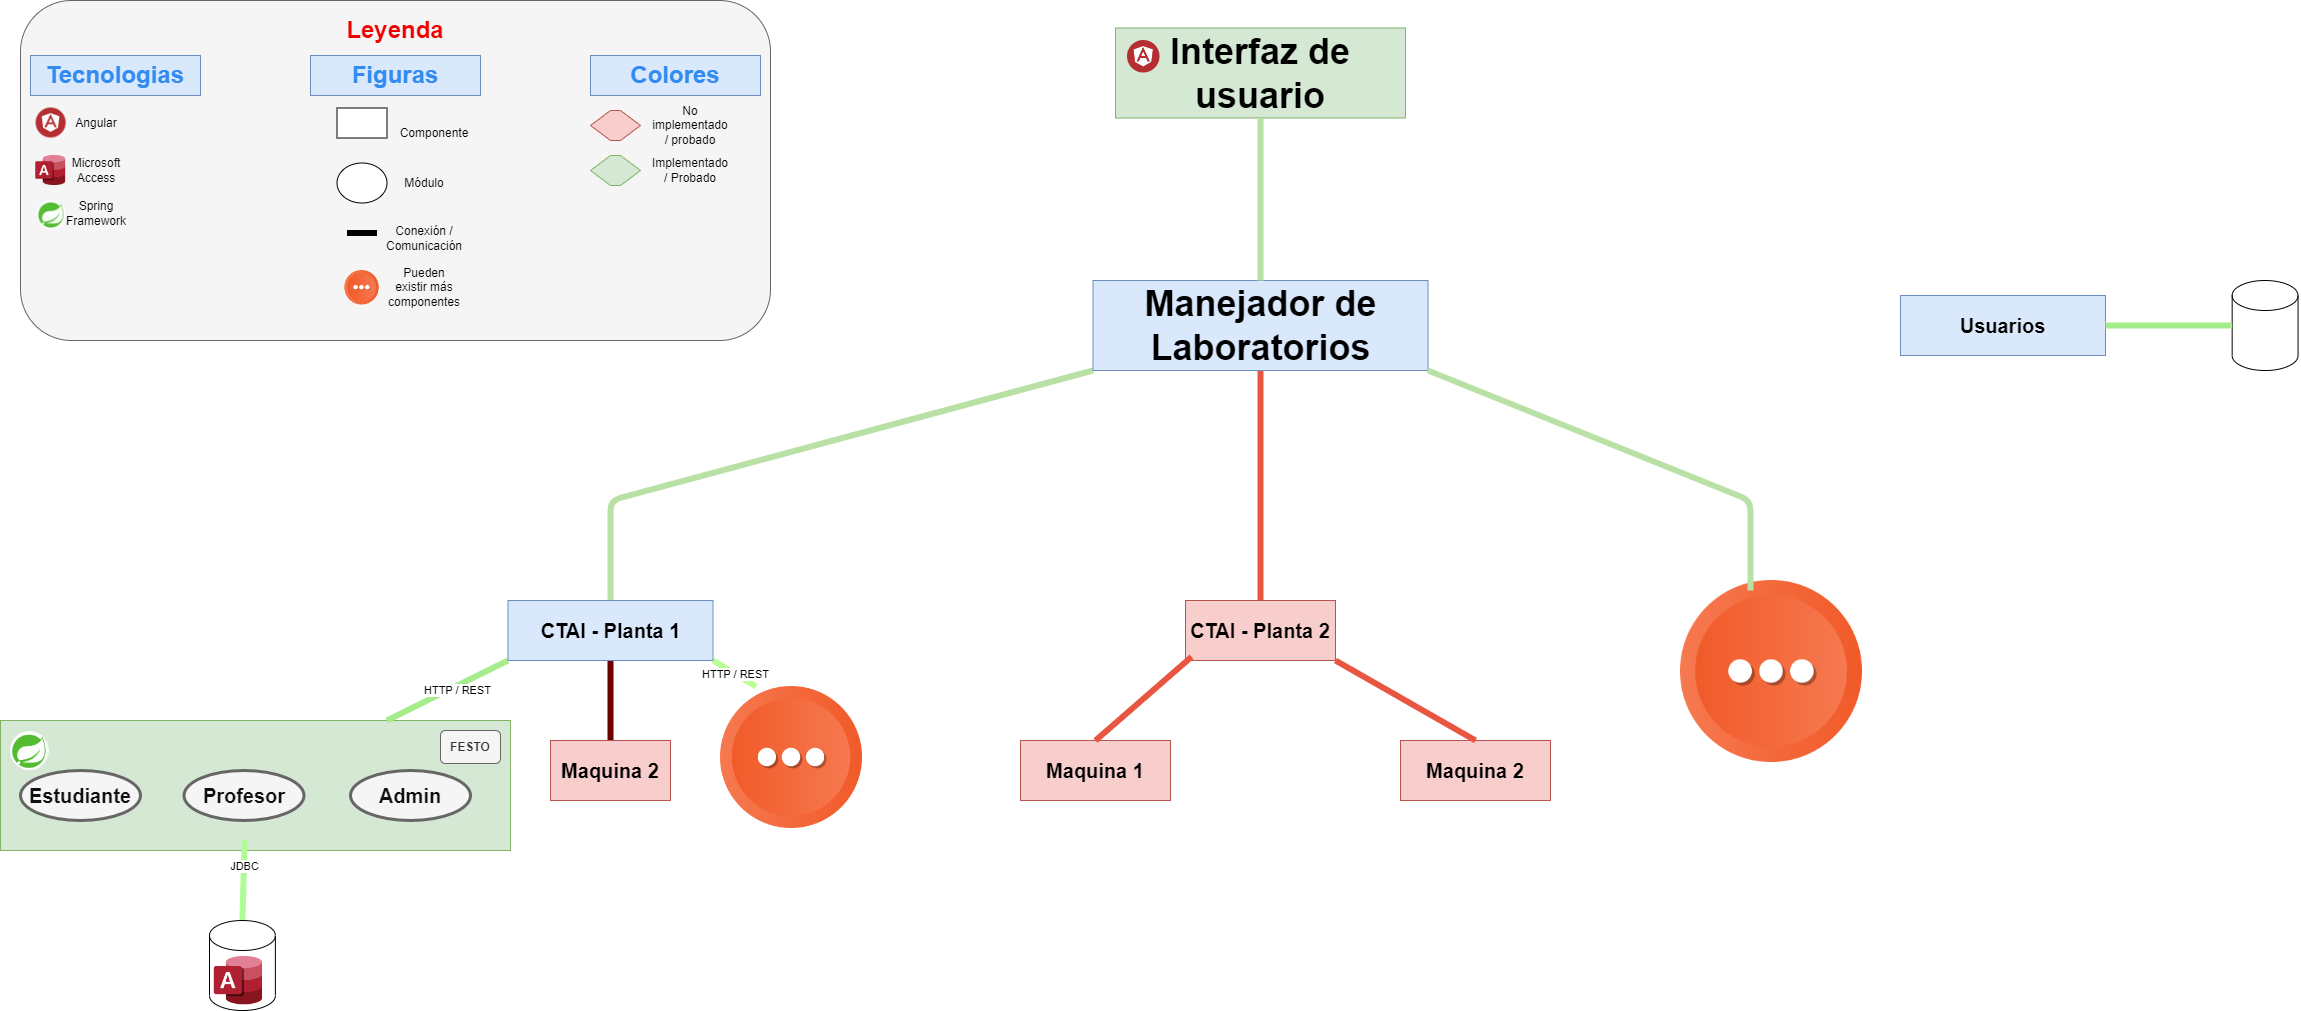 Leyenda
Tecnologias
Angular
Microsoft
Access
Spring
Framework
Figuras
Componente
Módulo
Conexión /
Comunicación
Pueden
existir más
componentes
Colores
No
implementado
/ probado
Implementado
/ Probado
Interfaz de
usuario
Manejador de
Laboratorios
Usuarios
CTAI - Planta 1
CTAI - Planta 2
HTTP / REST
HTTP / REST
FESTO
Estudiante
Profesor
Admin
Maquina 2
Maquina 1
Maquina 2
JDBC
A
A